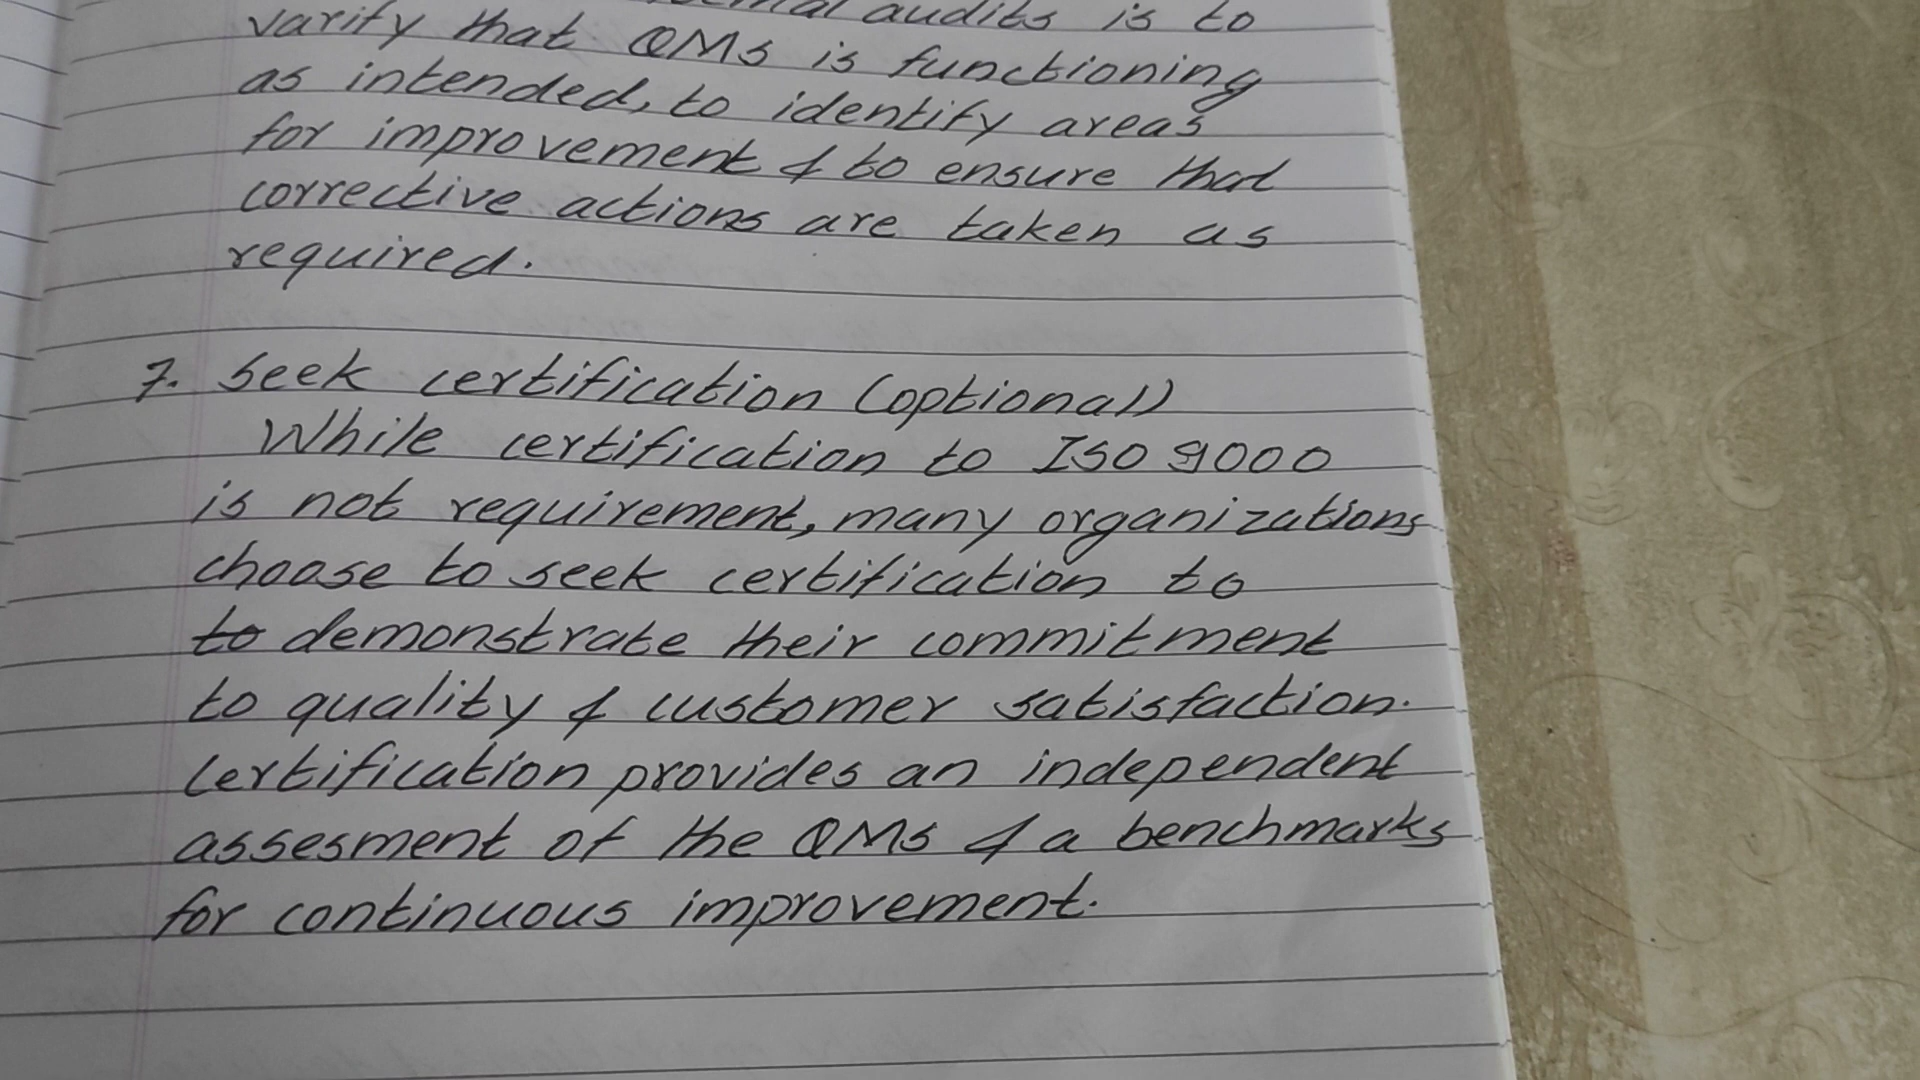 audits is to
varify that QMS is functioning
as intended, to identify areas
for improvement & to ensure that
corrective actions are taken as
required.
7. Seek certification (optional)
While certification to ISO 9000
is not requirement, many organizations
choose to seek certification to
to demonstrate their commitment
to quality & customer satisfaction.
Certification provides an independent
assesment of the QMS & a benchmarks
for continuous improvement.